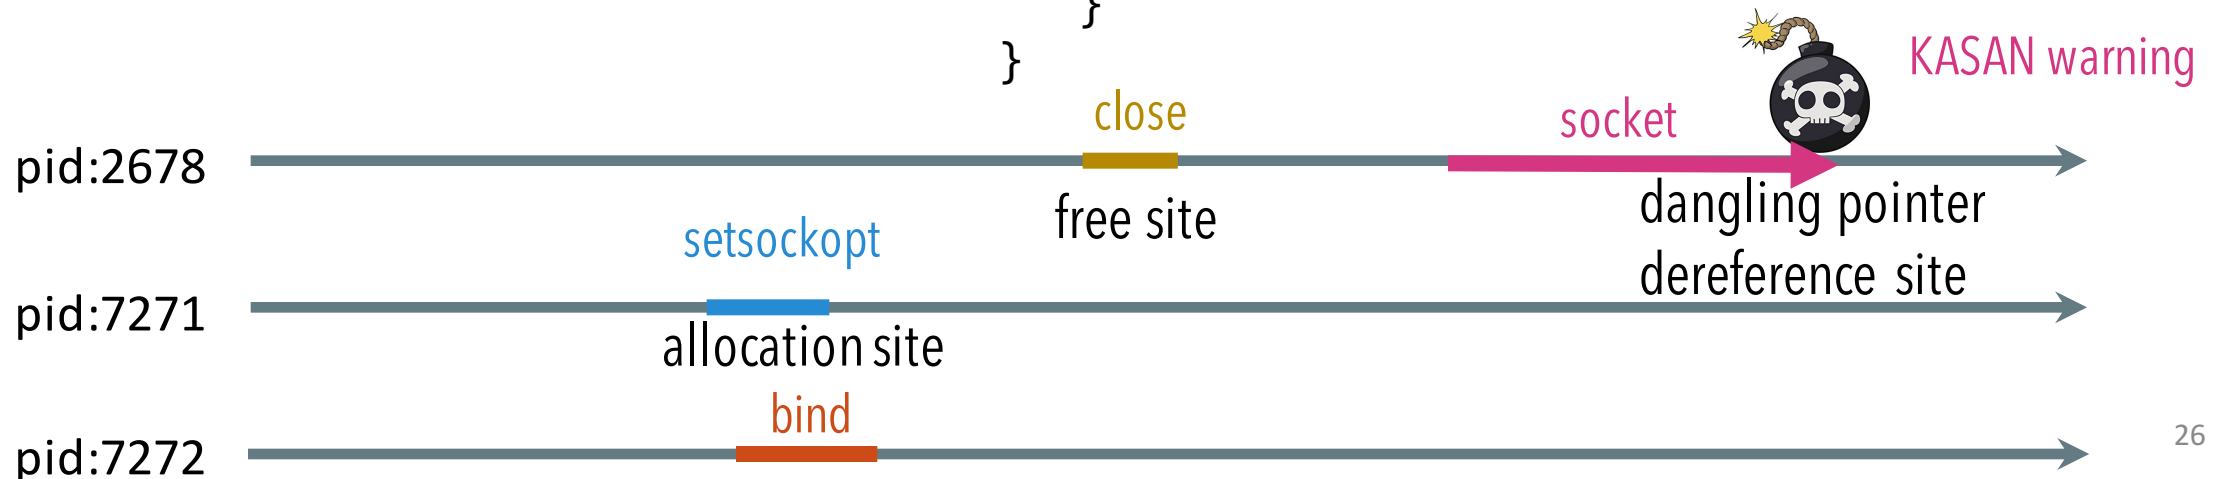 }
}
KASAN warning
close
socket
pid:2678
free site
dangling pointer
dereference site
setsockopt
pid:7271
allocation site
bind
pid:7272
26